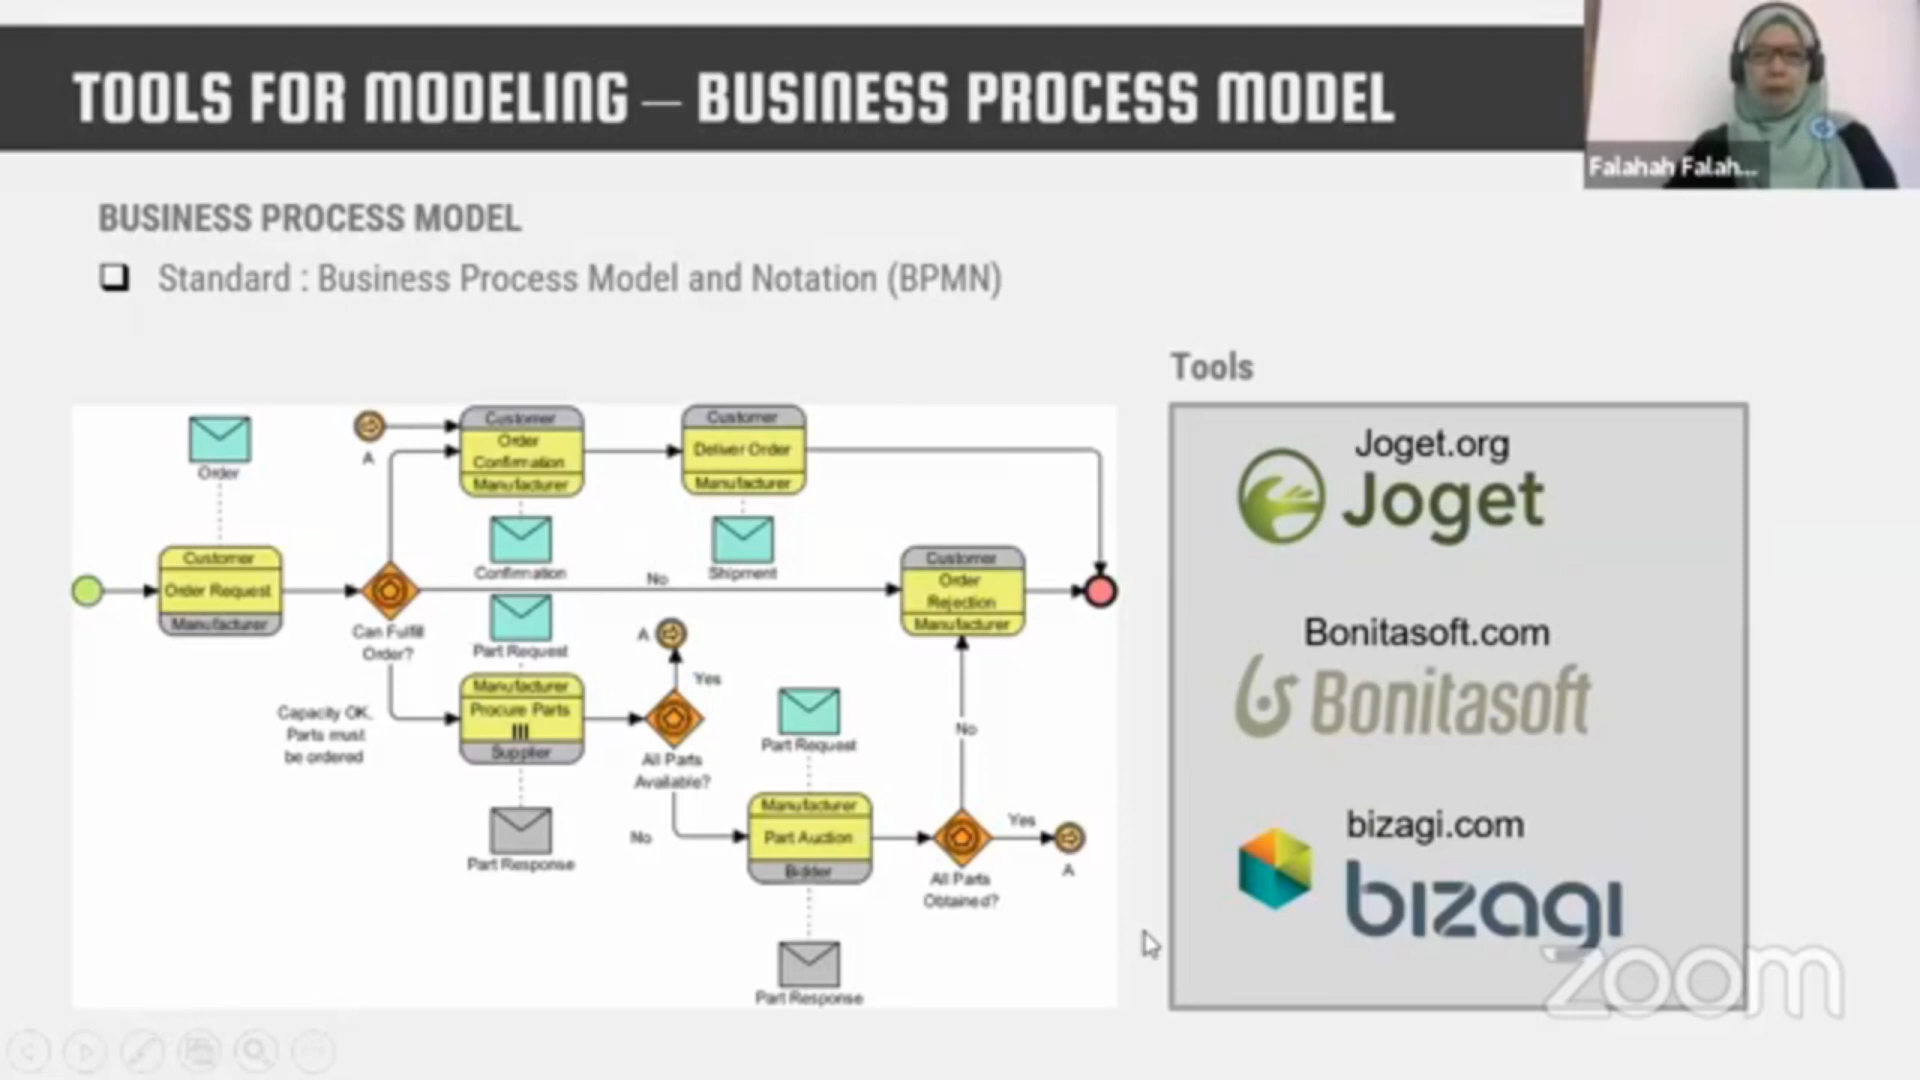 TOOLS FOR MODELING – BUSINESS PROCESS MODEL
Falahah Falah...
BUSINESS PROCESS MODEL
Standard : Business Process Model and Notation (BPMN)
Tools
Order
A
Customer
Order
Confirmation
Manufacturer
Customer
Deliver Order
Manufacturer
Customer
Order Request
Manufacturer
Can Fulfill
Order?
Confirmation
Shipment
No
Customer
Order
Rejection
Manufacturer
Part Request
A
Yes
Capacity OK.
Parts must
be ordered
Manufacturer
Procure Parts
Supplier
All Parts
Available?
Part Response
No
Part Request
Manufacturer
Part Auction
Bidder
Part Response
No
All Parts
Obtained?
Yes
A
Joget.org
Joget
Bonitasoft.com
Bonitasoft
bizagi.com
bizagi
zoom